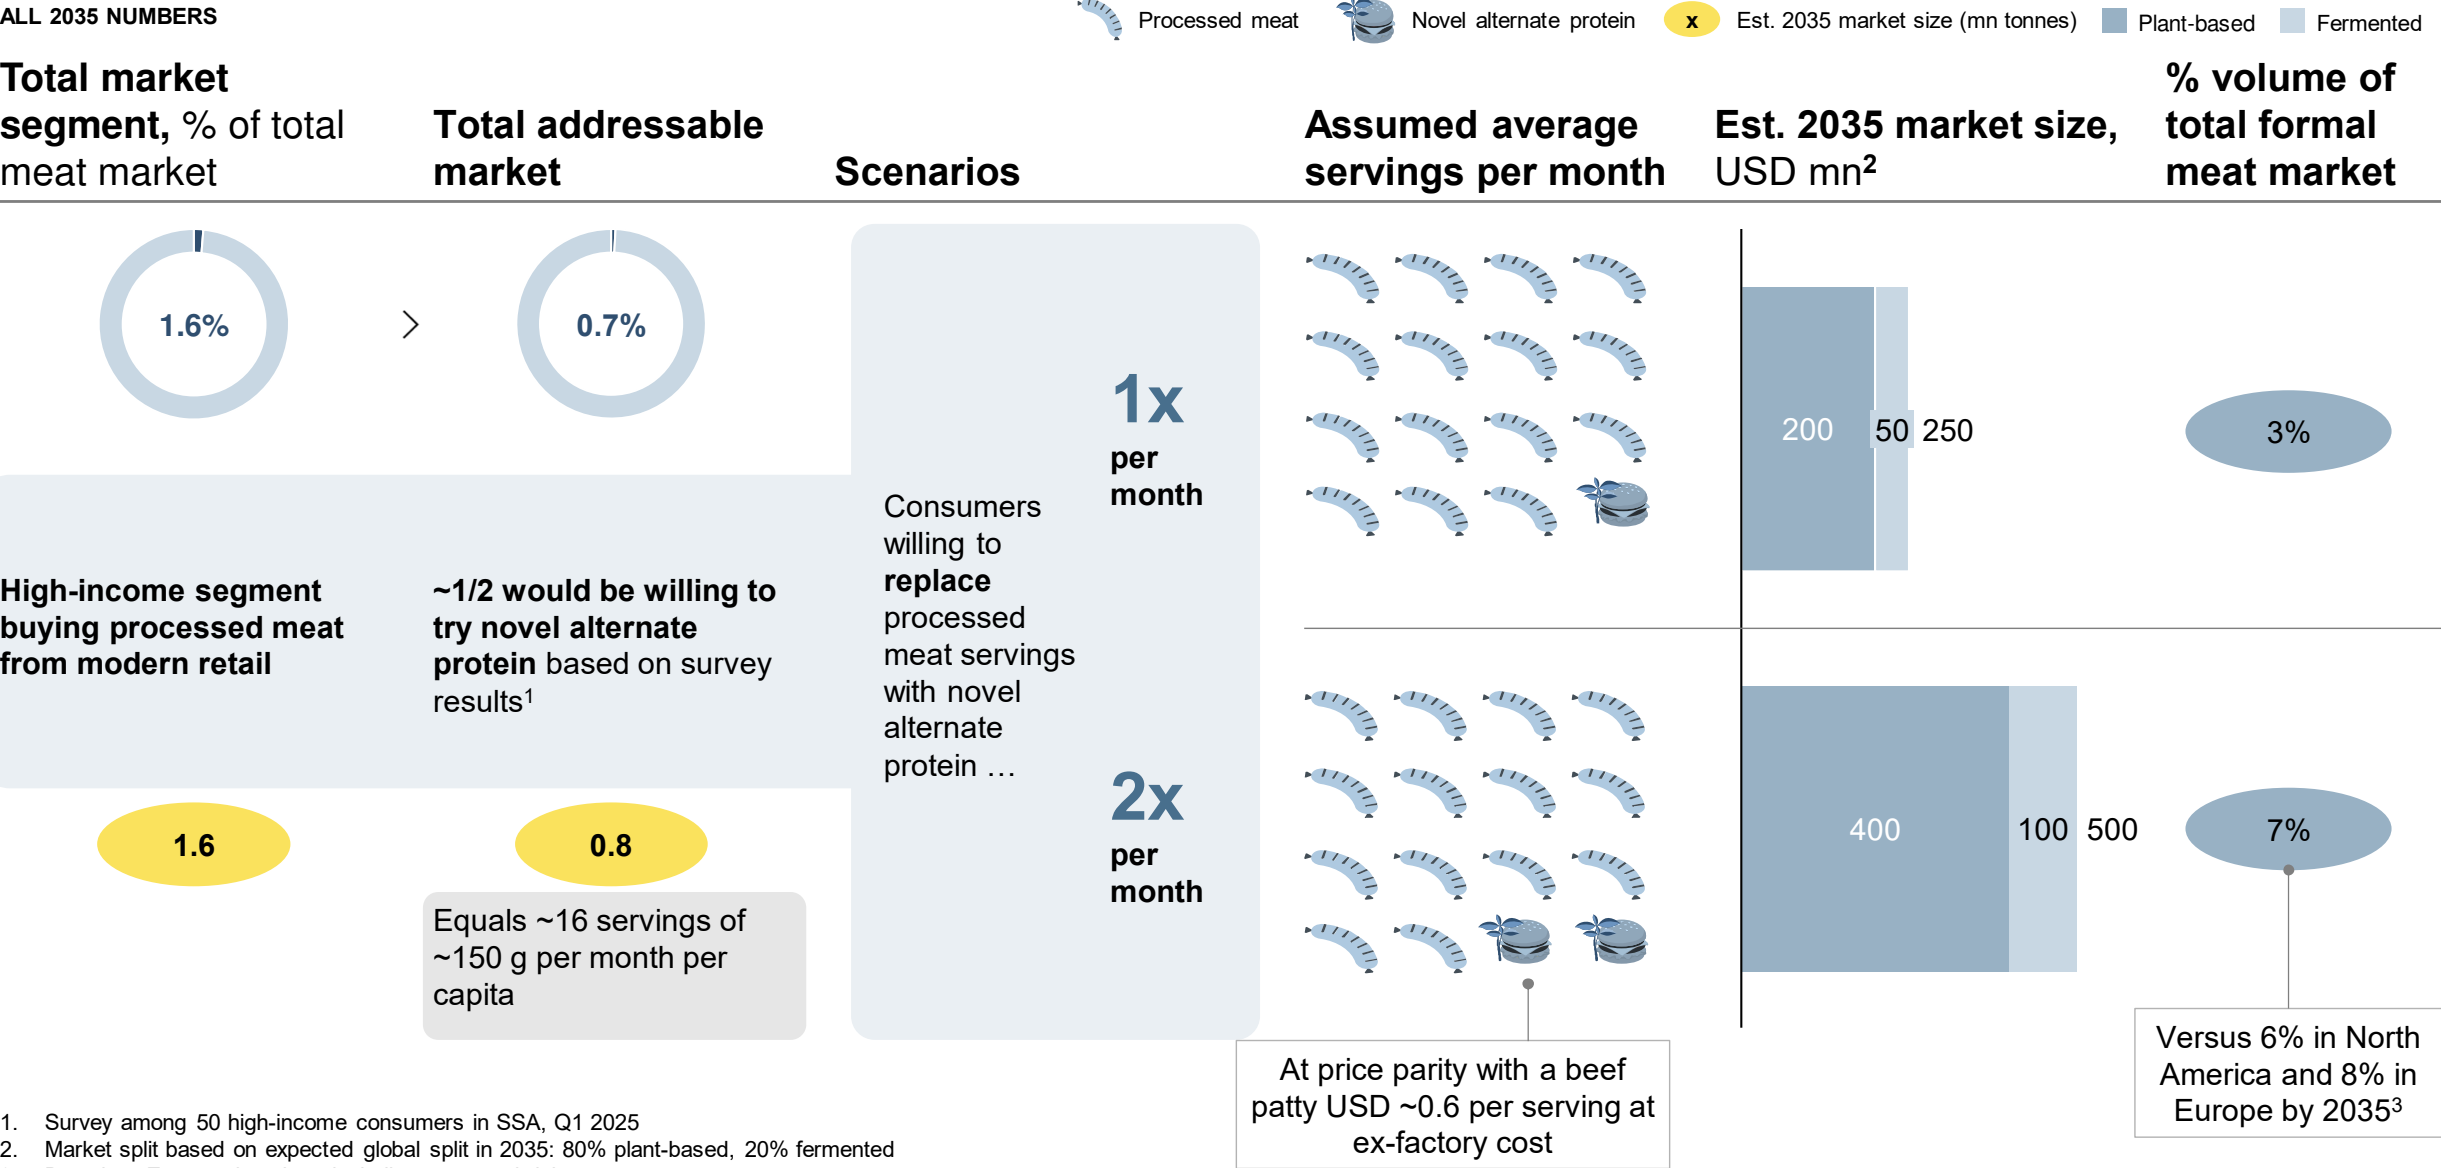 ALL 2035 NUMBERS
Processed meat
Novel alternate protein
x
Est. 2035 market size (mn tonnes)
Plant-based
Fermented
Total market
segment, % of total
meat market
Total addressable
market
Scenarios
Assumed average
servings per month
Est. 2035 market size,
USD mn²
% volume of
total formal
meat market
1.6%
>
0.7%
High-income segment
buying processed meat
from modern retail
~1/2 would be willing to
try novel alternate
protein based on survey
results¹
1.6
0.8
Equals ~16 servings of
~150 g per month per
capita
Consumers
willing to
replace
processed
meat servings
with novel
alternate
protein …
1x
per
month
200
50
250
3%
2x
per
month
400
100
500
7%
At price parity with a beef
patty USD ~0.6 per serving at
ex-factory cost
Versus 6% in North
America and 8% in
Europe by 2035³
1. Survey among 50 high-income consumers in SSA, Q1 2025
2. Market split based on expected global split in 2035: 80% plant-based, 20% fermented